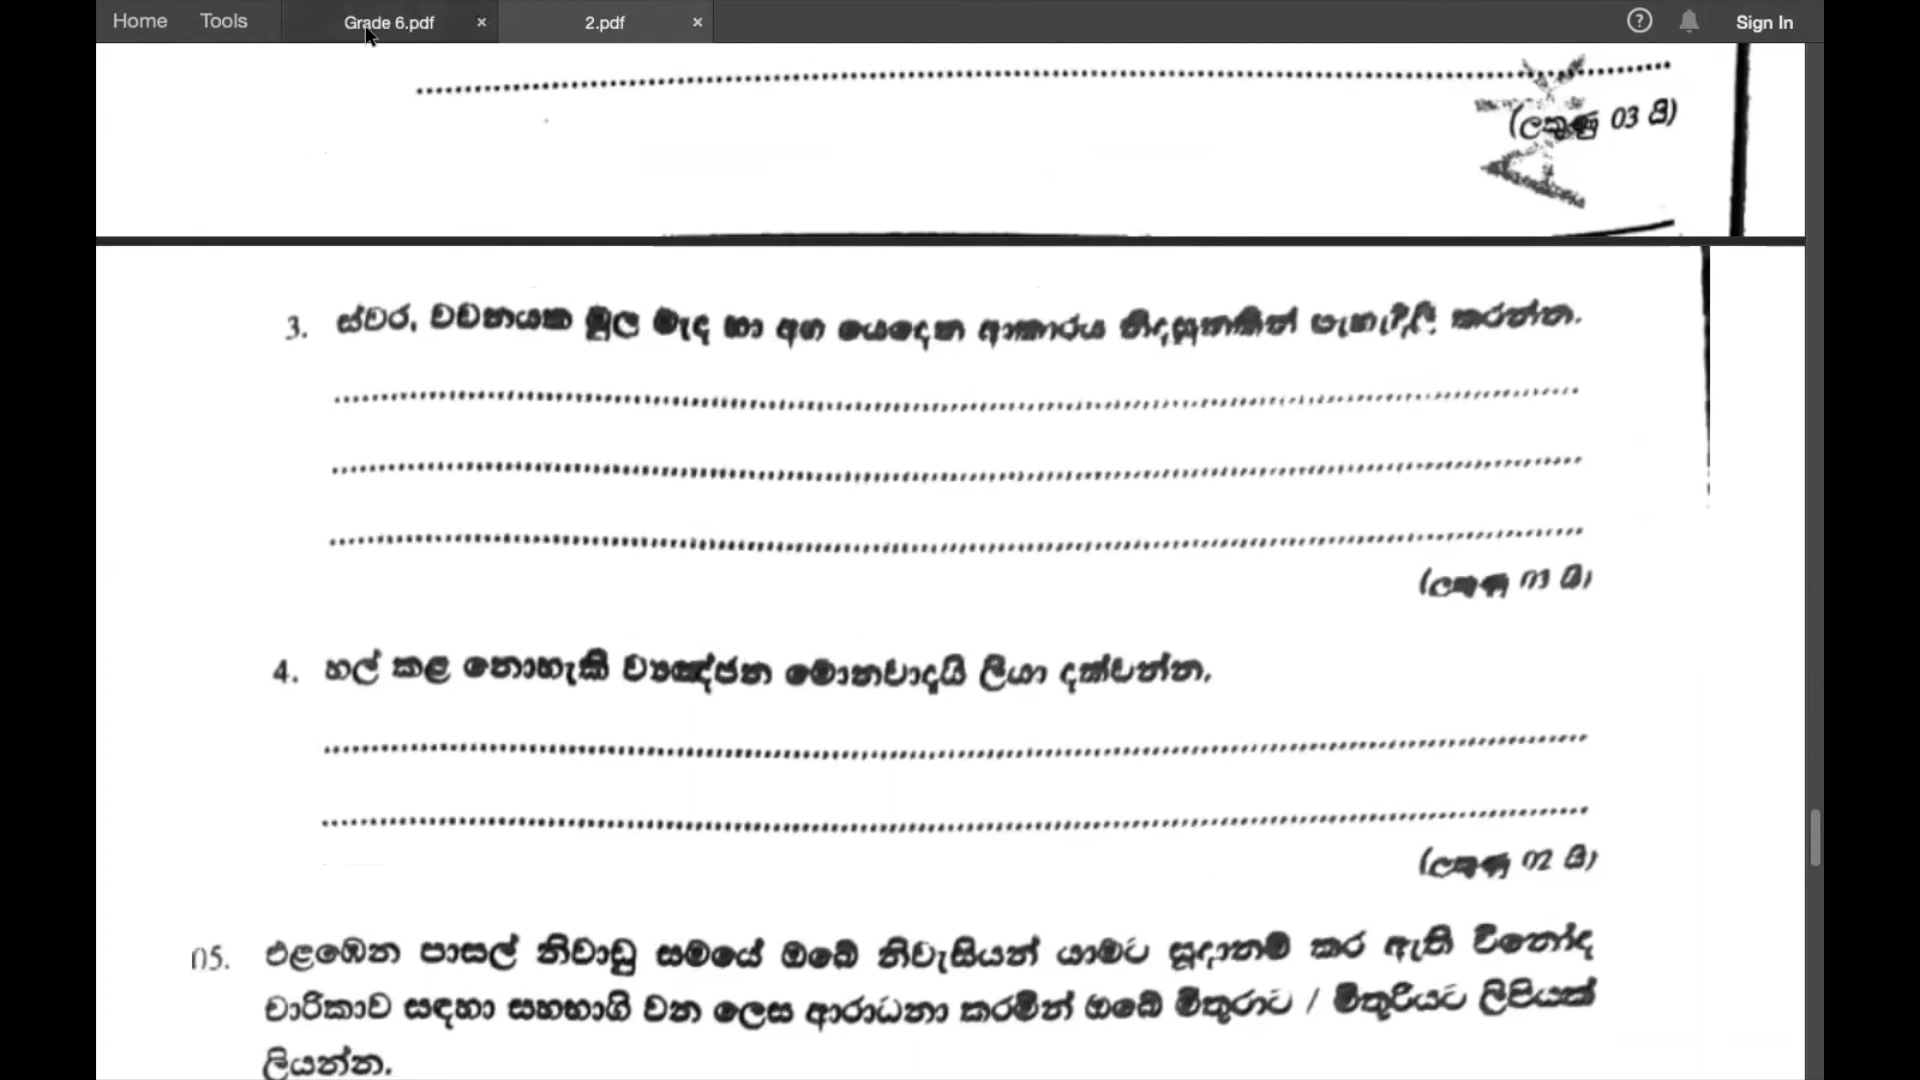 Home Tools Grade 6.pdf × 2.pdf × ? Sign In
(ලකුණු 03 යි)
3. ස්වර, වචනයක මුල මැද හා අග යෙදෙන ආකාරය නිදසුනකින් පැහැදිලි කරන්න.
(ලකුණු 03 යි)
4. හල් කළ නොහැකි ව්‍යඤ්ජන මොනවාදැයි ලියා දක්වන්න.
(ලකුණු 02 යි)
05. එළඹෙන පාසල් නිවාඩු සමයේ ඔබේ නිවැසියන් යාමට සූදානම් කර ඇති විනෝද
චාරිකාව සඳහා සහභාගි වන ලෙස ආරාධනා කරමින් ඔබේ මිතුරාට / මිතුරියට ලිපියක්
ලියන්න.